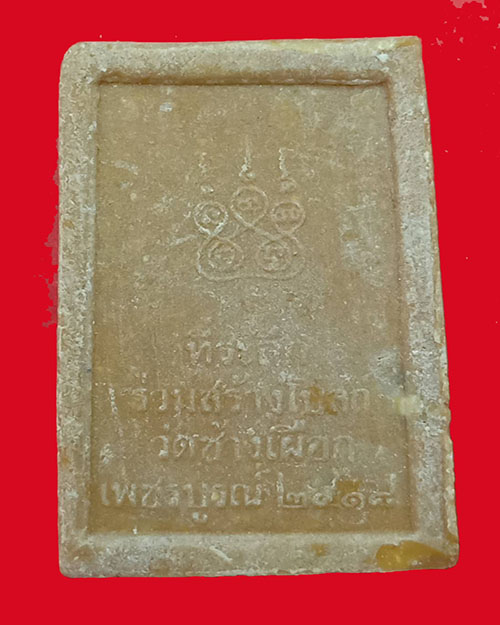 ที่ระลึก
ร่วมสร้างโบสถ์
วัดช้างเผือก
เพชรบูรณ์ ๒๕๑๘